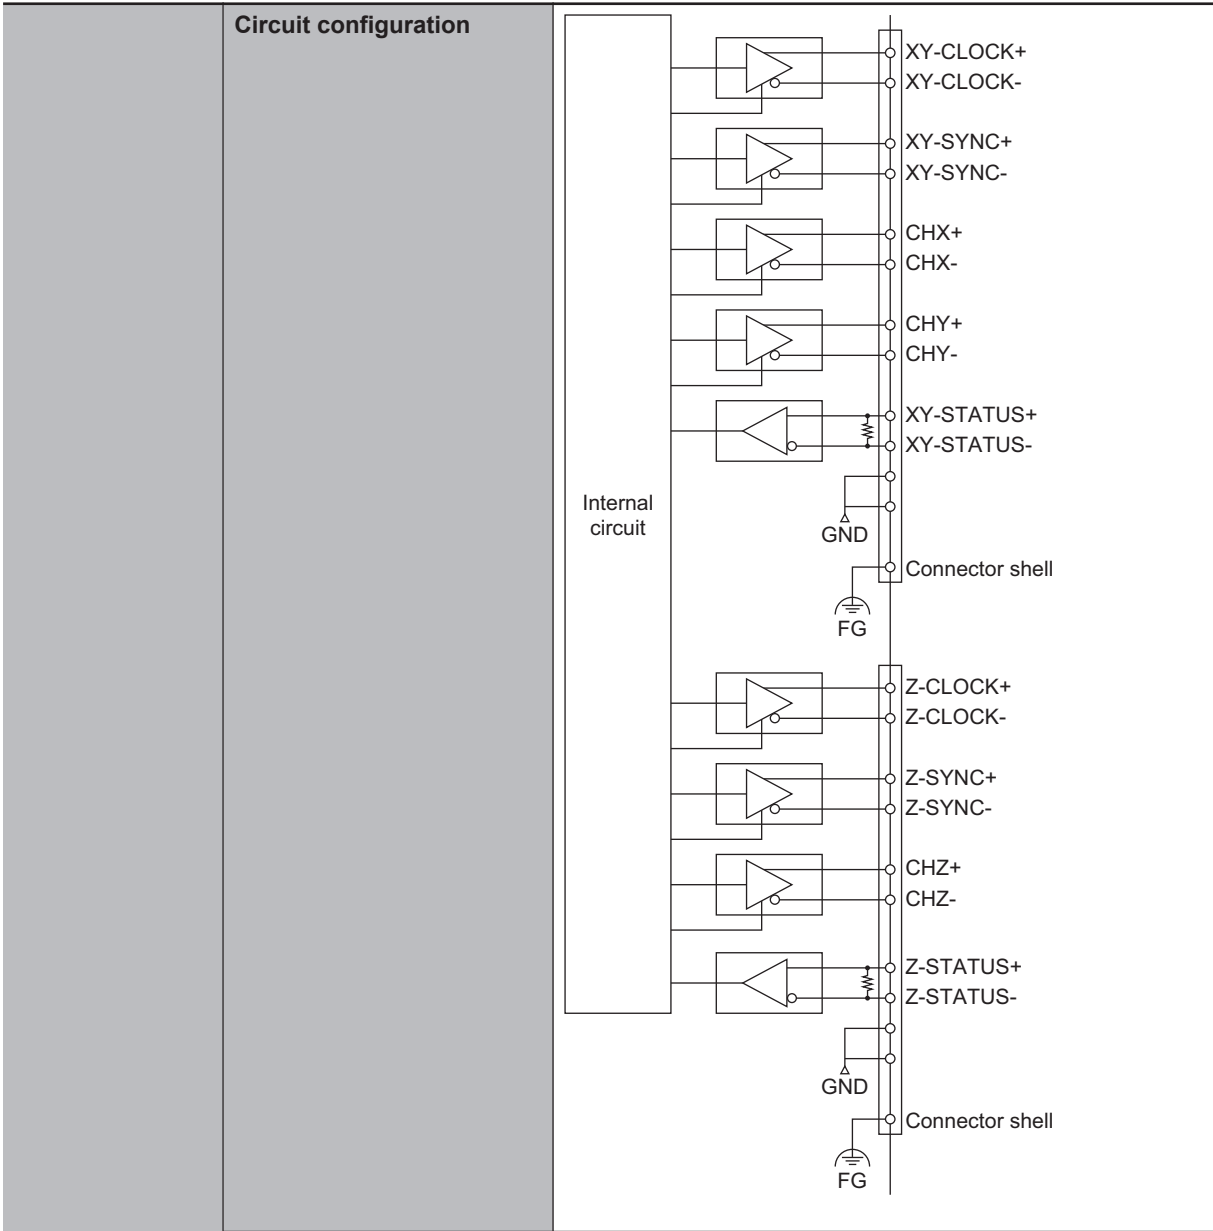 Circuit configuration
XY-CLOCK+
XY-CLOCK-
XY-SYNC+
XY-SYNC-
CHX+
CHX-
CHY+
CHY-
XY-STATUS+
XY-STATUS-
Internal
circuit
GND
Connector shell
FG
Z-CLOCK+
Z-CLOCK-
Z-SYNC+
Z-SYNC-
CHZ+
CHZ-
Z-STATUS+
Z-STATUS-
GND
Connector shell
FG